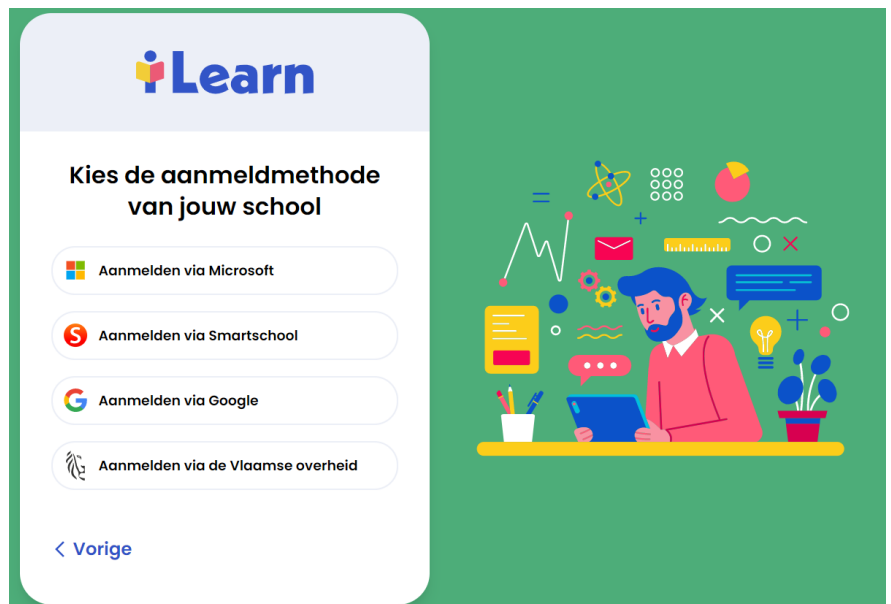 iLearn
Kies de aanmeldmethode
van jouw school
Aanmelden via Microsoft
Aanmelden via Smartschool
Aanmelden via Google
Aanmelden via de Vlaamse overheid
Vorige